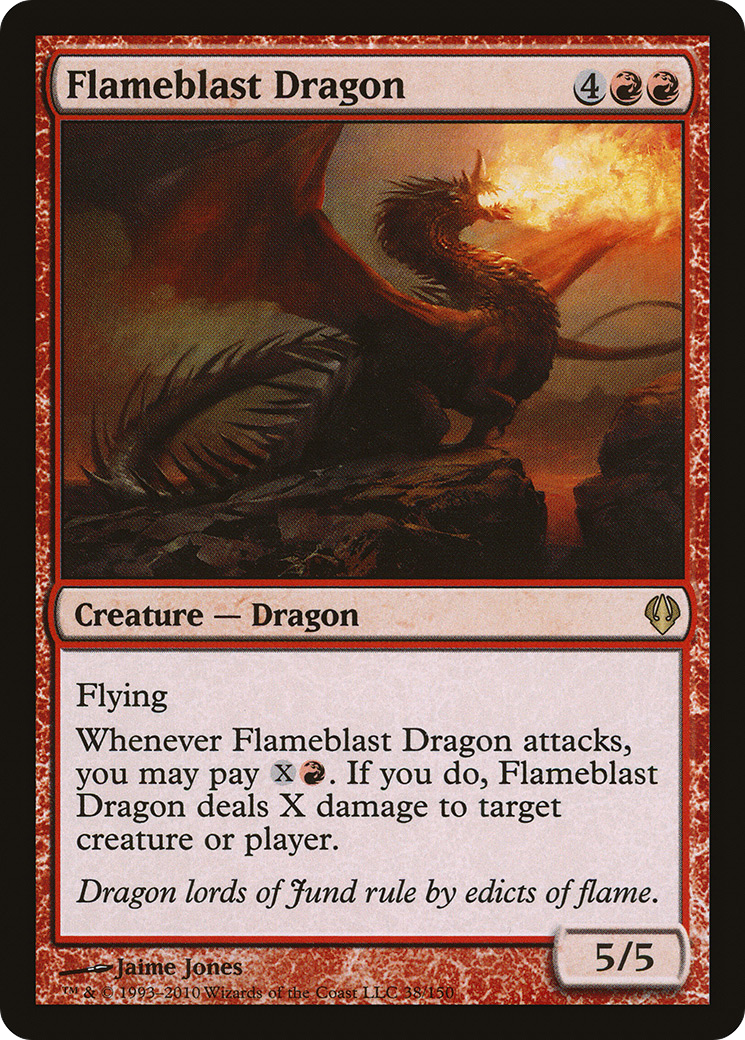 Flameblast Dragon 4
Creature — Dragon
Flying
Whenever Flameblast Dragon attacks,
you may pay X. If you do, Flameblast
Dragon deals X damage to target
creature or player.
Dragon lords of Jund rule by edicts of flame.
5/5
Jaime Jones
™ & © 1993–2010 Wizards of the Coast LLC 38/150